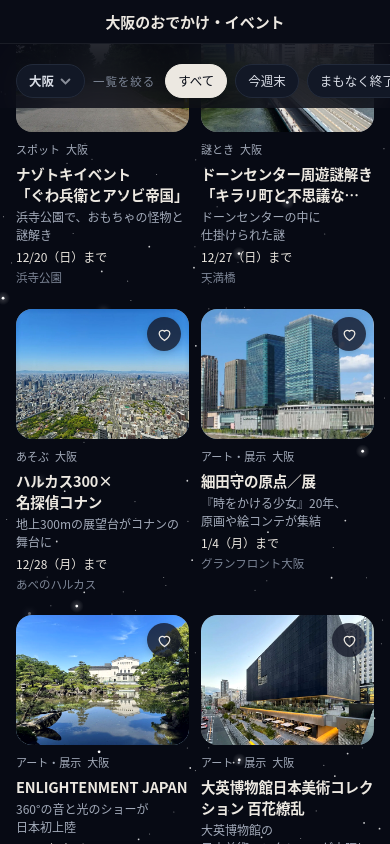 大阪のおでかけ・イベント
大阪 一覧を絞る すべて 今週末 まもなく終了
スポット 大阪
ナゾトキイベント
「ぐわ兵衛とアソビ帝国」
浜寺公園で、おもちゃの怪物と
謎解き
12/20（日）まで
浜寺公園
謎とき 大阪
ドーンセンター周遊謎解き
「キラリ町と不思議な…
ドーンセンターの中に
仕掛けられた謎
12/27（日）まで
天満橋
あそぶ 大阪
ハルカス300×
名探偵コナン
地上300mの展望台がコナンの
舞台に
12/28（月）まで
あべのハルカス
アート・展示 大阪
細田守の原点／展
『時をかける少女』20年、
原画や絵コンテが集結
1/4（月）まで
グランフロント大阪
アート・展示 大阪
ENLIGHTENMENT JAPAN
360°の音と光のショーが
日本初上陸
アート・展示 大阪
大英博物館日本美術コレク
ション 百花繚乱
大英博物館の